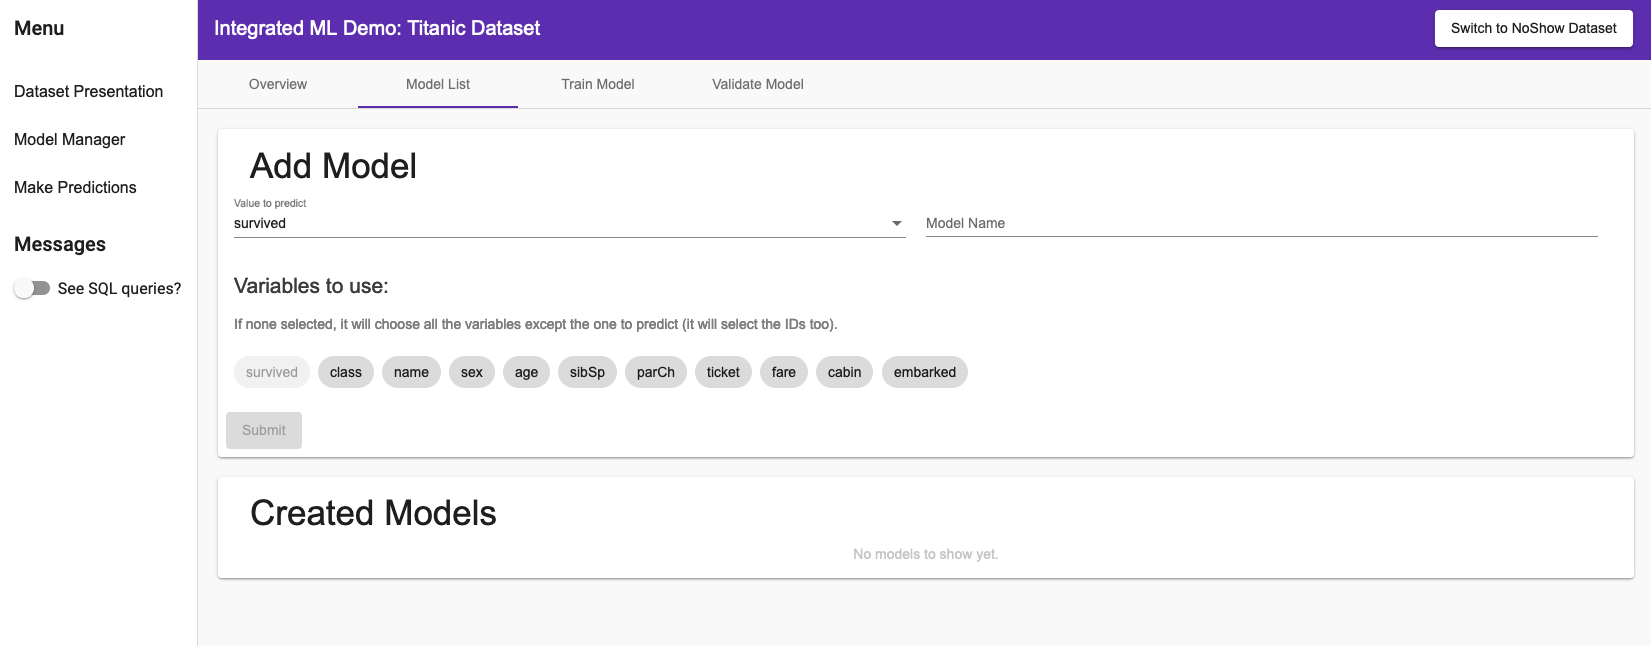 Menu
Dataset Presentation
Model Manager
Make Predictions
Messages
See SQL queries?
Integrated ML Demo: Titanic Dataset
Switch to NoShow Dataset
Overview
Model List
Train Model
Validate Model
Add Model
Value to predict
survived
Model Name
Variables to use:
If none selected, it will choose all the variables except the one to predict (it will select the IDs too).
survived class name sex age sibSp parCh ticket fare cabin embarked
Submit
Created Models
No models to show yet.